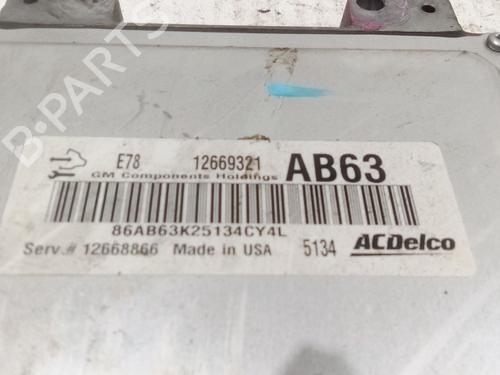 B-PARTS
E78 12669321 AB63
GM Components Holdings
86AB63K25134CY4L
Serv.# 12668866 Made in USA 5134 ACDelco